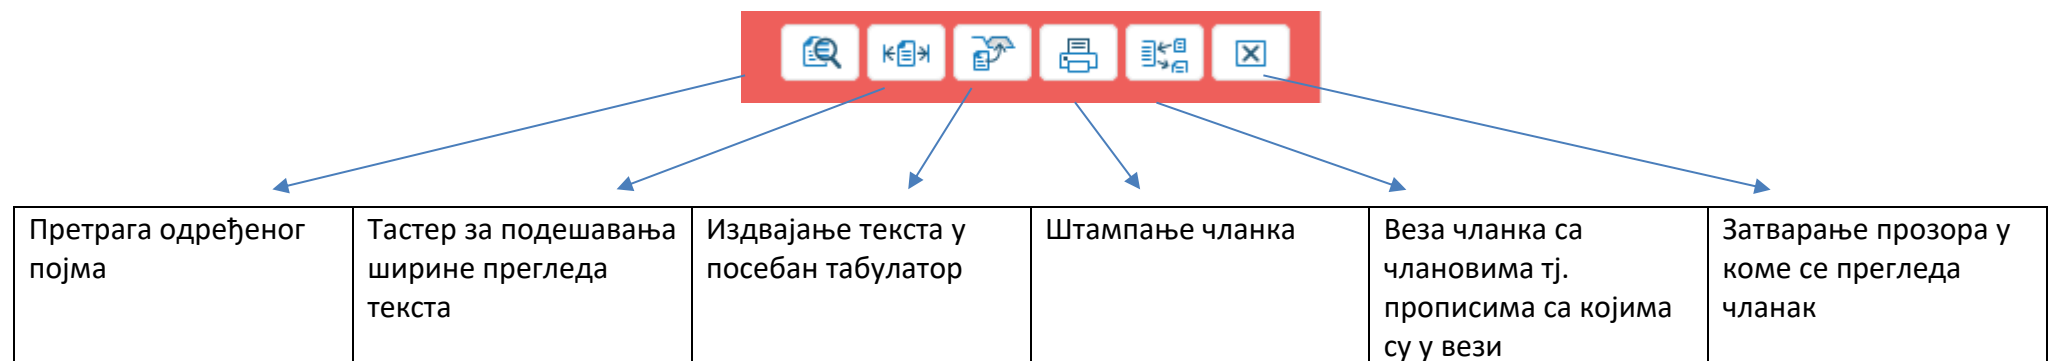 Претрага одређеног
појма
Тастер за подешавања
ширине прегледа
текста
Издвајање текста у
посебан табулатор
Штампање чланка
Веза чланка са
члановима тј.
прописима са којима
су у вези
Затварање прозора у
коме се прегледа
чланак